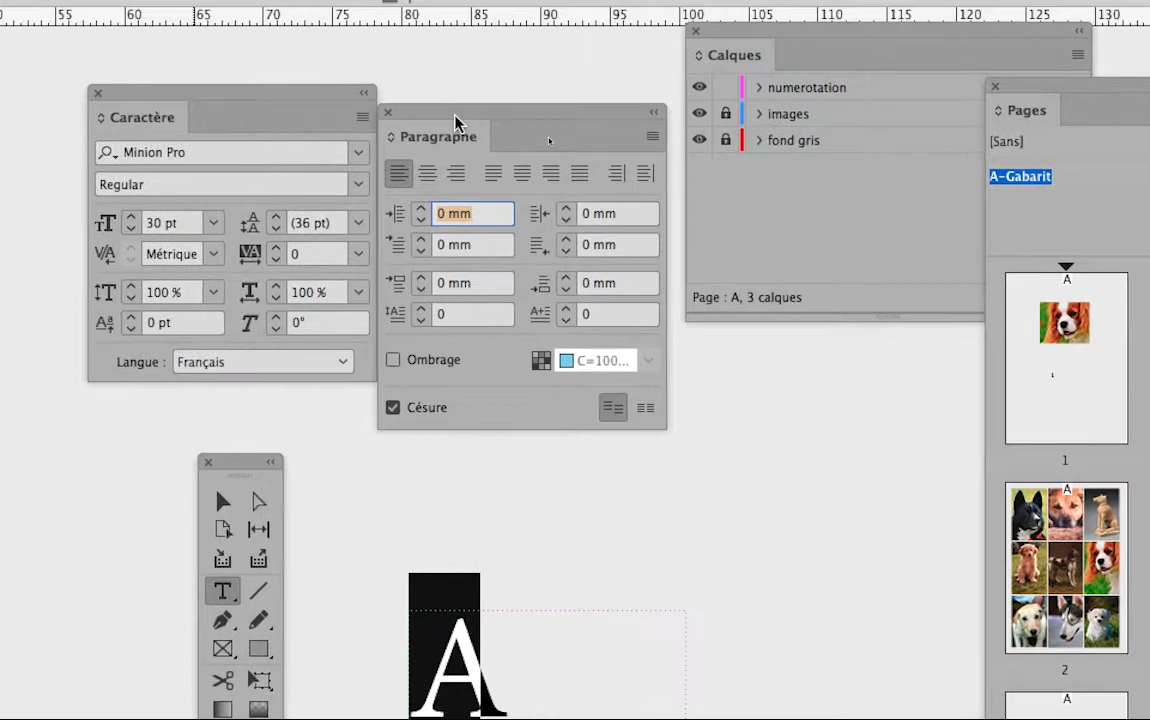 55 60 65 70 75 80 85 90 95 100 105 110 115 120 125 130
Calques
numerotation
images
fond gris
Page : A, 3 calques
Caractère
Minion Pro
Regular
30 pt (36 pt)
Métrique 0
100 % 100 %
0 pt 0°
Langue : Français
Paragraphe
0 mm 0 mm
0 mm 0 mm
0 mm 0 mm
0 0
Ombrage C=100...
Césure
Pages
[Sans]
A-Gabarit
A
1
A
2
A
T
A